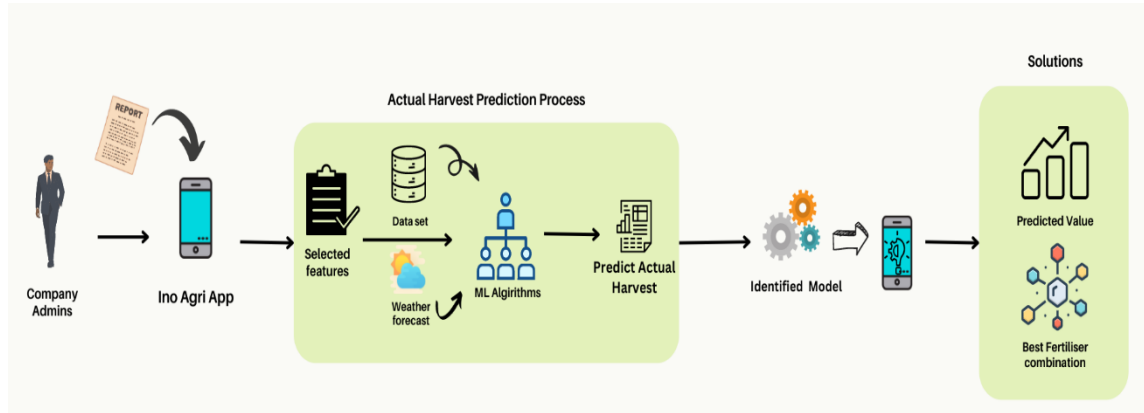 Solutions
Actual Harvest Prediction Process
REPORT
Data set
Predicted Value
Selected
features
ML Algirithms
Predict Actual
Harvest
Identified Model
Company
Admins
Ino Agri App
Weather
forecast
Best Fertiliser
combination